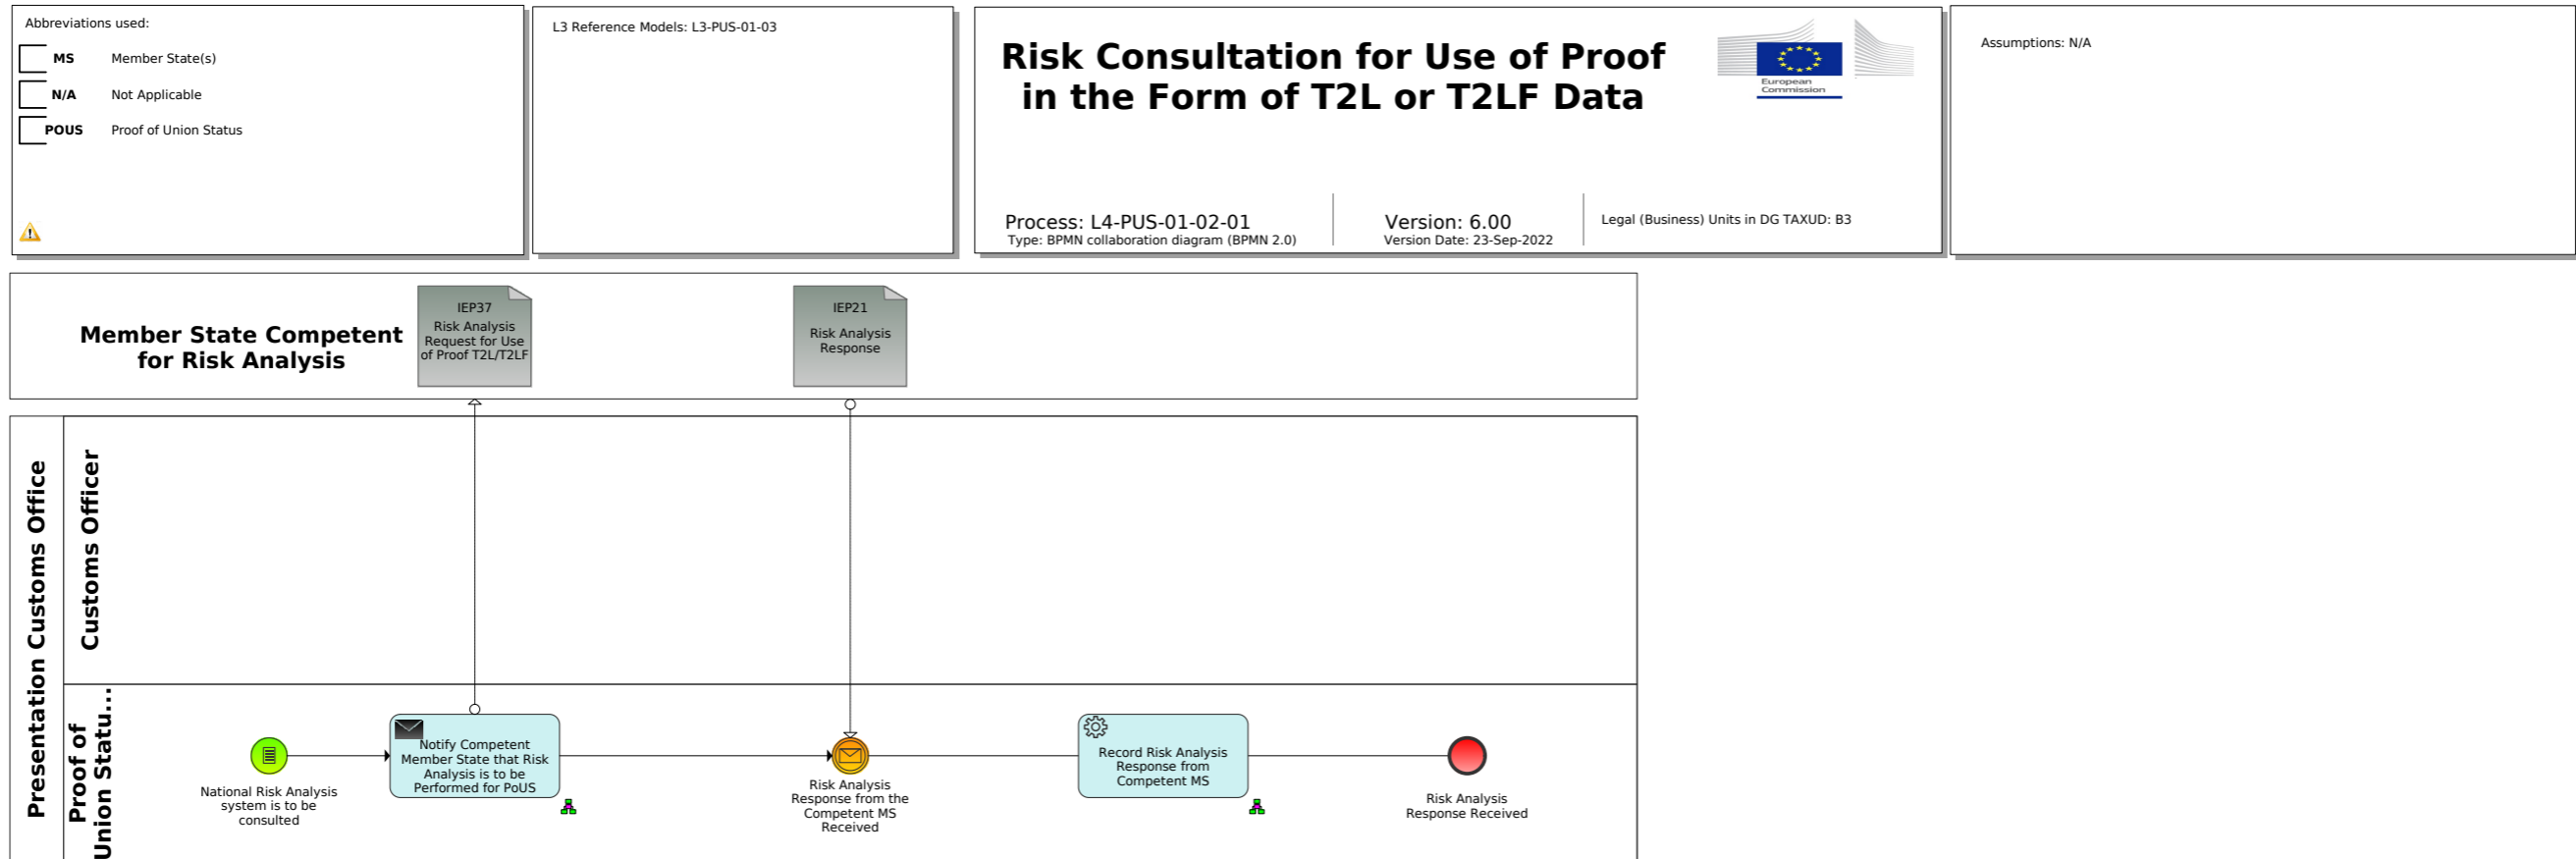 Abbreviations used:
MS Member State(s)
N/A Not Applicable
POUS Proof of Union Status
L3 Reference Models: L3-PUS-01-03
Risk Consultation for Use of Proof
in the Form of T2L or T2LF Data
European
Commission
Process: L4-PUS-01-02-01
Type: BPMN collaboration diagram (BPMN 2.0)
Version: 6.00
Version Date: 23-Sep-2022
Legal (Business) Units in DG TAXUD: B3
Assumptions: N/A
Member State Competent
for Risk Analysis
IEP37
Risk Analysis
Request for Use
of Proof T2L/T2LF
IEP21
Risk Analysis
Response
Presentation Customs Office
Customs Officer
Proof of
Union Statu...
National Risk Analysis
system is to be
consulted
Notify Competent
Member State that Risk
Analysis is to be
Performed for PoUS
Risk Analysis
Response from the
Competent MS
Received
Record Risk Analysis
Response from
Competent MS
Risk Analysis
Response Received